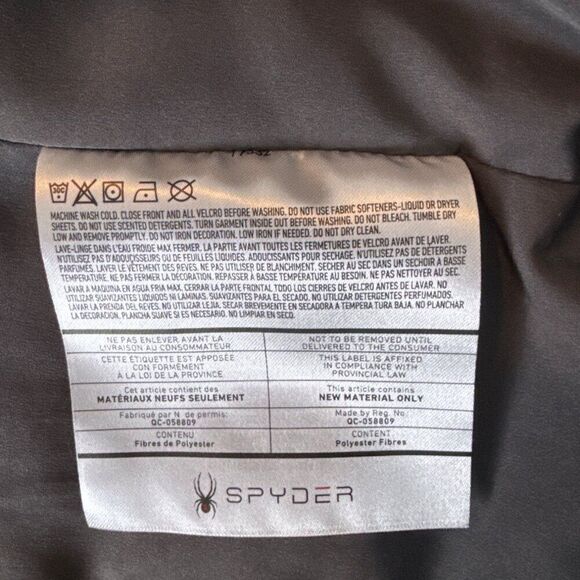 30C
MACHINE WASH COLD. CLOSE FRONT AND ALL VELCRO BEFORE WASHING. DO NOT USE FABRIC SOFTENERS-LIQUID OR DRYER
SHEETS. DO NOT USE SCENTED DETERGENTS. TURN GARMENT INSIDE OUT BEFORE WASHING. DO NOT BLEACH. TUMBLE DRY
LOW AND REMOVE PROMPTLY. DO NOT IRON DECORATION. LOW IRON IF NEEDED. DO NOT DRY CLEAN.
LAVE-LINGE DANS L'EAU FROIDE MAX FERMER. LA PARTIE AVANT TOUTES LES FERMETURES DE VELCRO AVANT DE LAVER.
N'UTILISEZ PAS D'ADOUCISSEURS OU DE FEUILLES LIQUIDES. ADOUCISSANTS POUR SECHAGE. N'UTILISEZ PAS DE DETERGENTS
PARFUMES. LAVER LE VÊTEMENT DES REVES. NE PAS UTILISER DE BLANCHIMENT. SÉCHER AU SEC DANS UN SECHOIR A BASSE
TEMPERATURE. NE PAS FERMER LA DECORATION. REPASSER A BASSE TEMPERATURE AU BESOIN. NE PAS NETTOYER AU SEC.
LAVAR A MAQUINA EN AGUA FRIA MAX. CERRAR LA PARTE FRONTAL TODO LOS CIERRES DE VELCRO ANTES DE LAVAR. NO
UTILIZAR SUAVIZANTES LIQUIDOS NI LAMINAS. SUAVIZANTES PARA EL SECADO. NO UTILIZAR DETERGENTES PERFUMADOS.
LAVAR LA PRENDA DEL REVES. NO UTILIZAR LEJIA. SECAR BREVEMENTE EN SECADORA A TEMPERA TURA BAJA. NO PLANCHAR
LA DECORACION, PLANCHA SUAVE SI ES NECESARIO. NO LIMPIAR EN SECO.
NE PAS ENLEVER AVANT LA
LIVRAISON AU CONSOMMATEUR
NOT TO BE REMOVED UNTIL
DELIVERED TO THE CONSUMER
CETTE ÉTIQUETTE EST APPOSÉE
CON FORMÉMENT
À LA LOI DE LA PROVINCE
THIS LABEL IS AFFIXED
IN COMPLIANCE WITH
PROVINCIAL LAW
Cet article contient des
MATÉRIAUX NEUFS SEULEMENT
This article contains
NEW MATERIAL ONLY
Fabriqué par N. de permis:
QC-058809
Made by Reg. No
QC-058809
CONTENU
Fibres de Polyester
CONTENT
Polyester Fibres
SPYDER